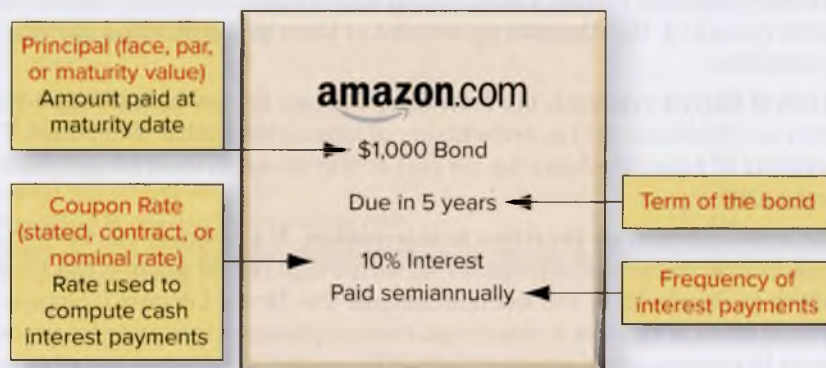 Principal (face, par,
or maturity value)
Amount paid at
maturity date
amazon.com
$1,000 Bond
Due in 5 years
Term of the bond
Coupon Rate
(stated, contract, or
nominal rate)
Rate used to
compute cash
interest payments
10% Interest
Paid semiannually
Frequency of
interest payments